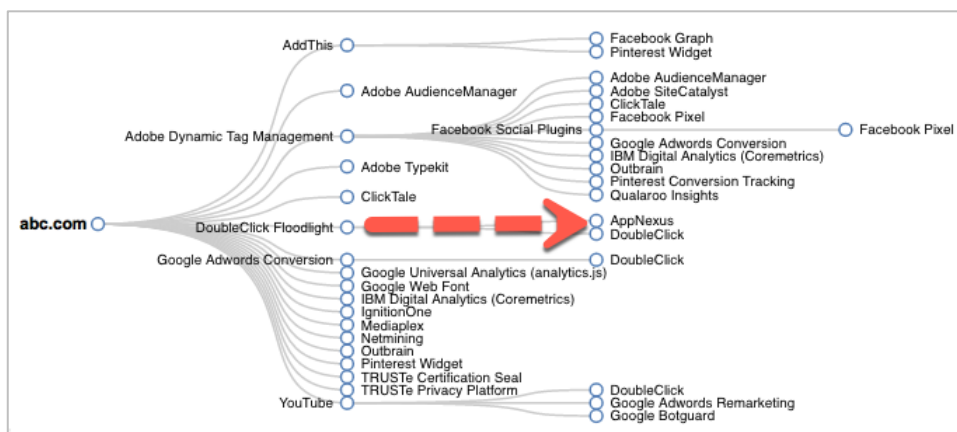 Facebook Graph
AddThis
Pinterest Widget
Adobe AudienceManager
Adobe AudienceManager
Adobe SiteCatalyst
ClickTale
Facebook Pixel
Adobe Dynamic Tag Management
Facebook Social Plugins
Facebook Pixel
Google Adwords Conversion
IBM Digital Analytics (Coremetrics)
Adobe Typekit
Outbrain
Pinterest Conversion Tracking
ClickTale
Qualaroo Insights
abc.com
DoubleClick Floodlight
AppNexus
DoubleClick
Google Adwords Conversion
DoubleClick
Google Universal Analytics (analytics.js)
Google Web Font
IBM Digital Analytics (Coremetrics)
IgnitionOne
Mediaplex
Netmining
Outbrain
Pinterest Widget
TRUSTe Certification Seal
TRUSTe Privacy Platform
DoubleClick
YouTube
Google Adwords Remarketing
Google Botguard